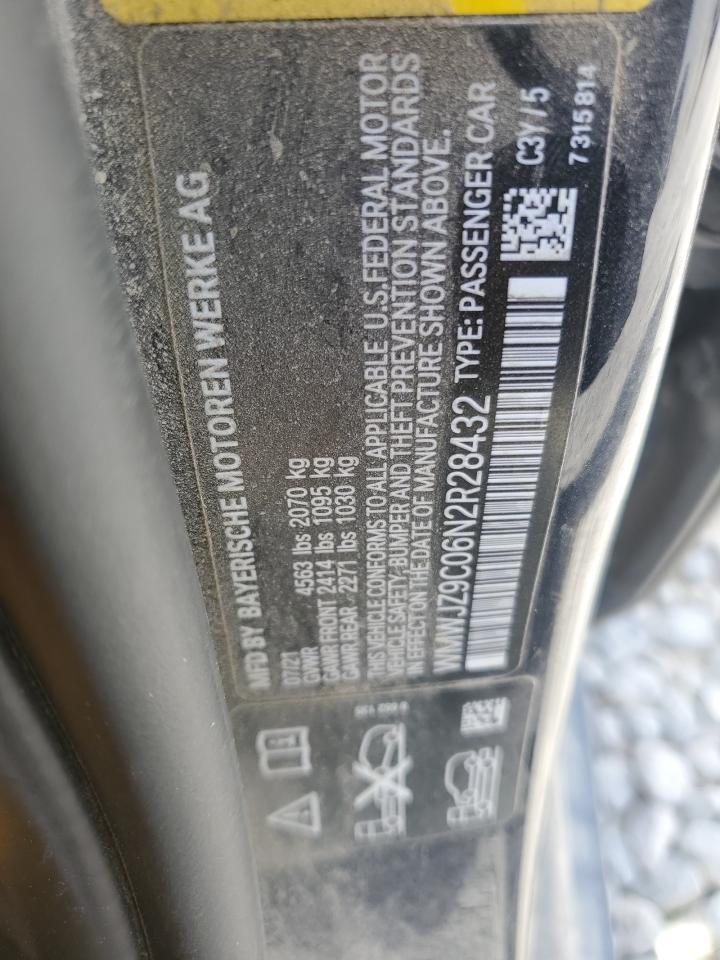 MFD BY BAYERISCHE MOTOREN WERKE AG
07/21
GVWR 4563 lbs 2070 kg
GAWR FRONT 2414 lbs 1095 kg
GAWR REAR 2271 lbs 1030 kg
THIS VEHICLE CONFORMS TO ALL APPLICABLE U.S. FEDERAL MOTOR
VEHICLE SAFETY, BUMPER AND THEFT PREVENTION STANDARDS
IN EFFECT ON THE DATE OF MANUFACTURE SHOWN ABOVE.
WMWJZ9C06N2R28432 TYPE: PASSENGER CAR
C3Y / 5
7 315 814